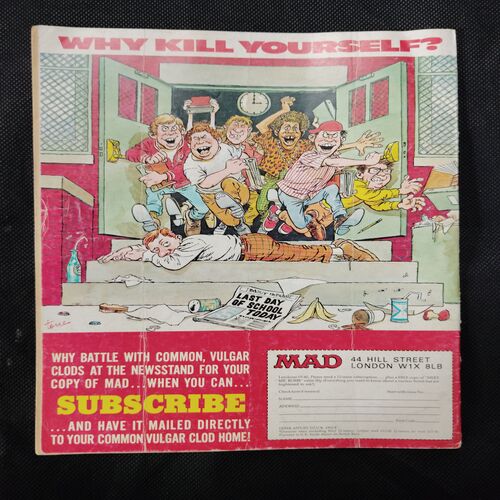 WHY KILL YOURSELF?
LAST DAY
OF SCHOOL
TODAY
WHY BATTLE WITH COMMON, VULGAR
CLODS AT THE NEWSSTAND FOR YOUR
COPY OF MAD...WHEN YOU CAN...
SUBSCRIBE
...AND HAVE IT MAILED DIRECTLY
TO YOUR COMMON VULGAR CLOD HOME!
MAD
44 HILL STREET
LONDON W1X 8LB
NAME
ADDRESS